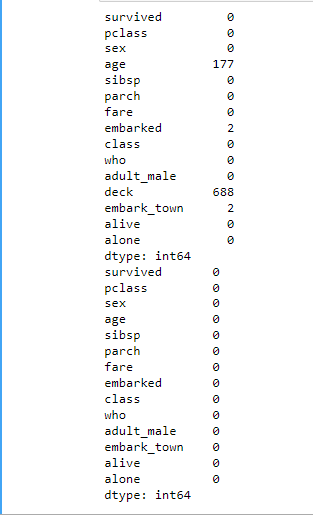 survived         0
pclass           0
sex              0
age            177
sibsp            0
parch            0
fare             0
embarked         2
class            0
who              0
adult_male       0
deck           688
embark_town      2
alive            0
alone            0
dtype: int64
survived       0
pclass         0
sex            0
age            0
sibsp          0
parch          0
fare           0
embarked       0
class          0
who            0
adult_male     0
embark_town    0
alive          0
alone          0
dtype: int64